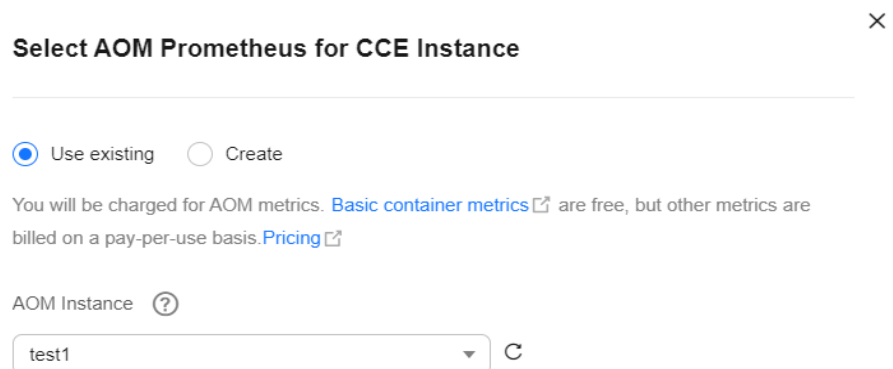 Select AOM Prometheus for CCE Instance
Use existing Create
You will be charged for AOM metrics. Basic container metrics are free, but other metrics are
billed on a pay-per-use basis.Pricing
AOM Instance ?
test1